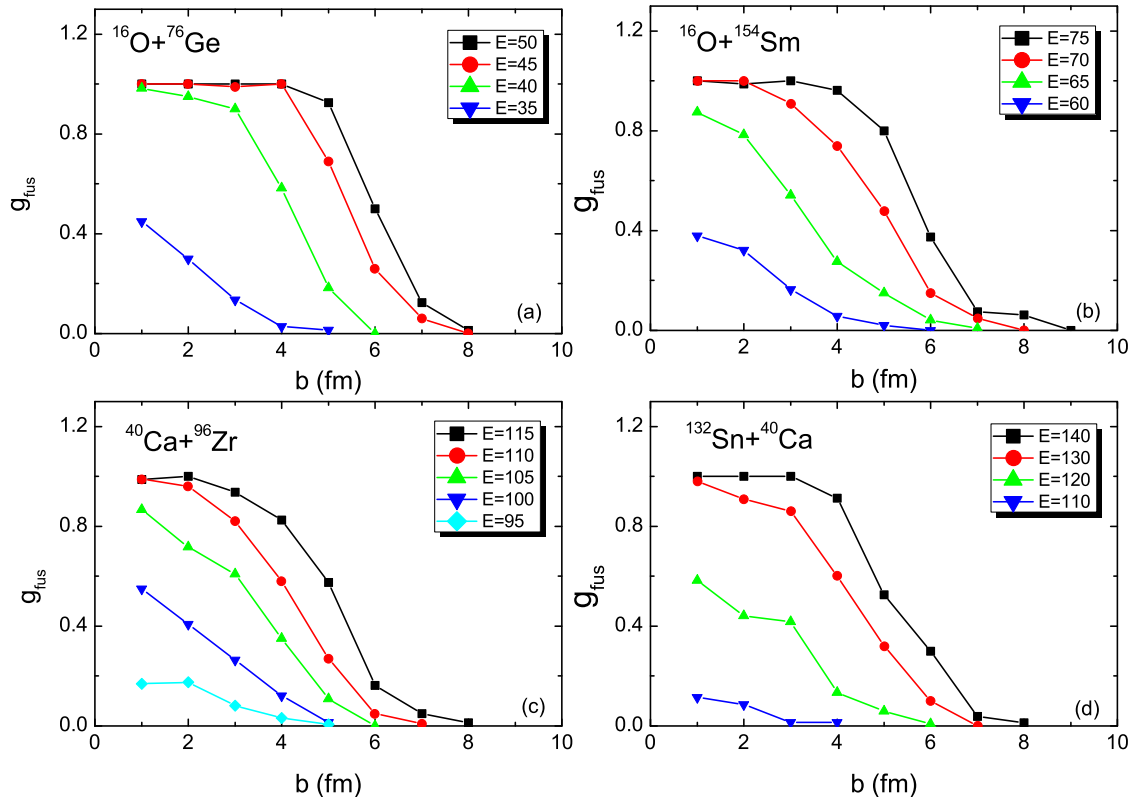 ¹⁶O+⁷⁶Ge
E=50
E=45
E=40
E=35
1.2
0.8
0.4
0.0
g_fus
(a)
0 2 4 6 8 10
b (fm)
¹⁶O+¹⁵⁴Sm
E=75
E=70
E=65
E=60
1.2
0.8
0.4
0.0
g_fus
(b)
0 2 4 6 8 10
b (fm)
⁴⁰Ca+⁹⁶Zr
E=115
E=110
E=105
E=100
E=95
1.2
0.8
0.4
0.0
g_fus
(c)
0 2 4 6 8 10
b (fm)
¹³²Sn+⁴⁰Ca
E=140
E=130
E=120
E=110
1.2
0.8
0.4
0.0
g_fus
(d)
0 2 4 6 8 10
b (fm)